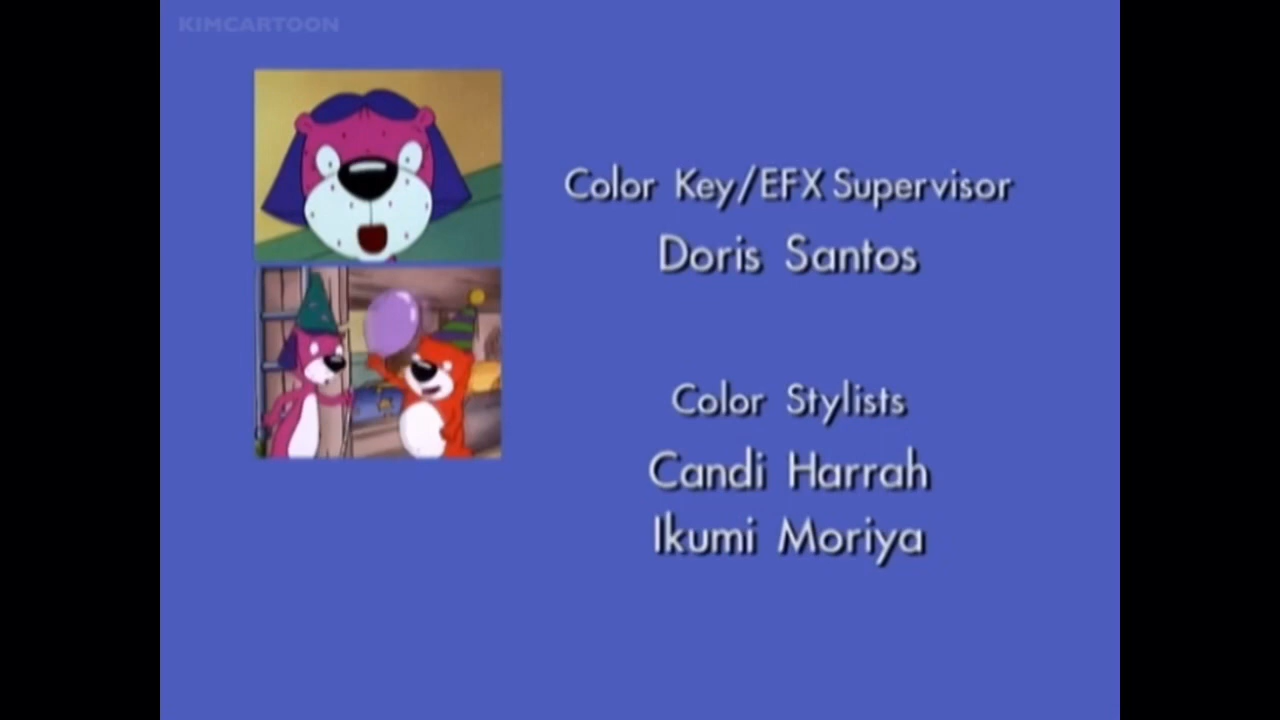 KIMCARTOON
Color Key/EFX Supervisor
Doris Santos
Color Stylists
Candi Harrah
Ikumi Moriya